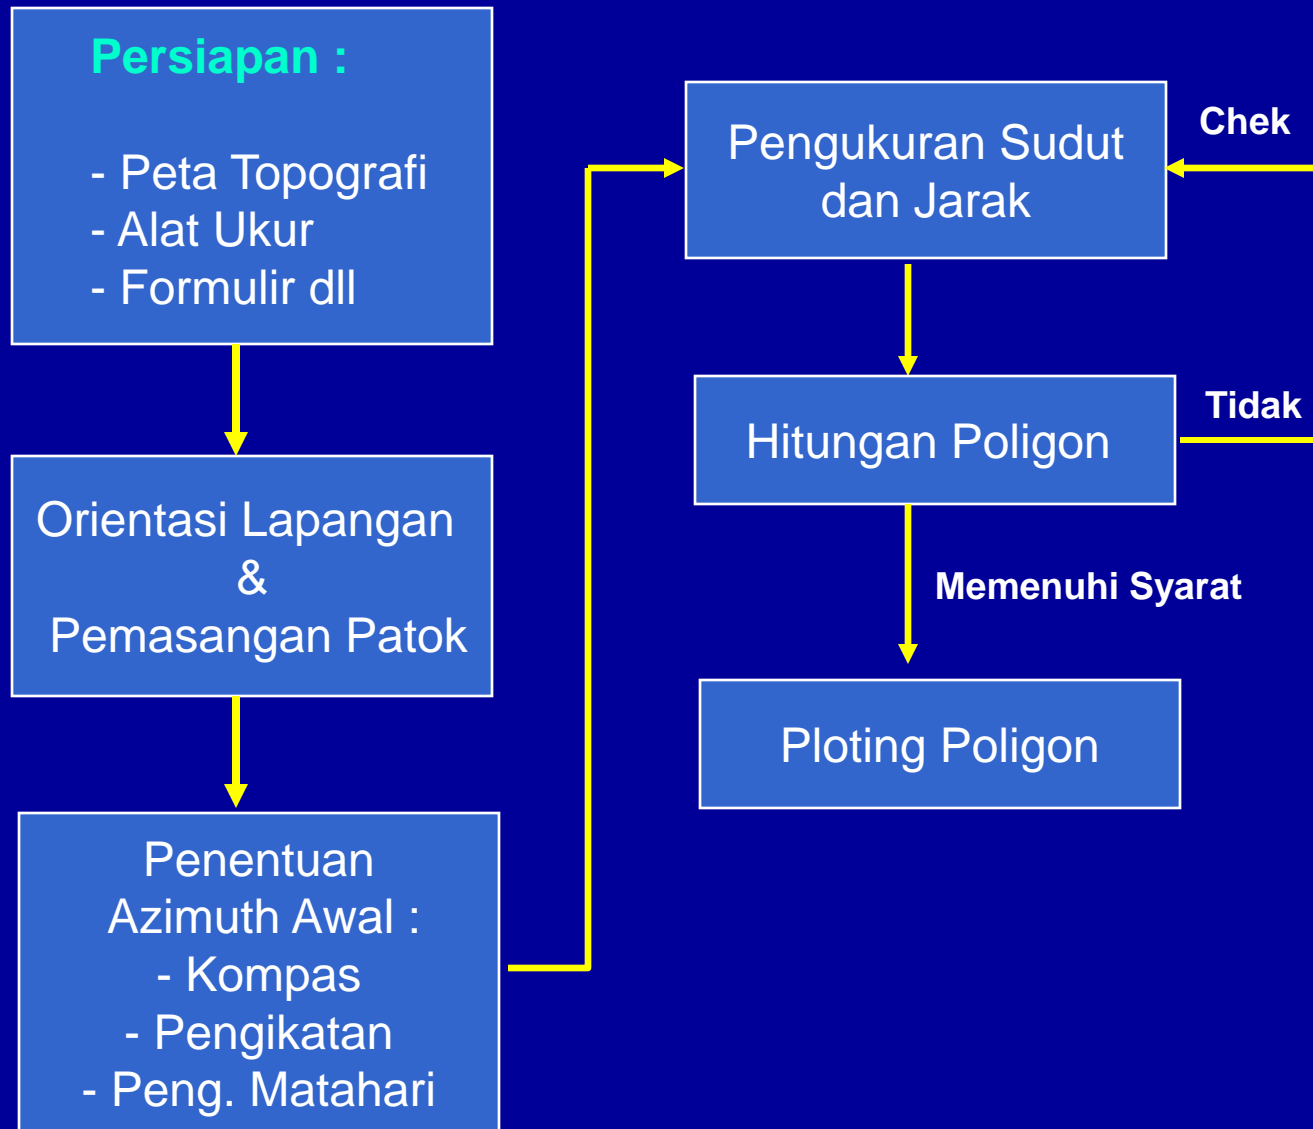 Persiapan :
- Peta Topografi
- Alat Ukur
- Formulir dll
Orientasi Lapangan
&
Pemasangan Patok
Penentuan
Azimuth Awal :
- Kompas
- Pengikatan
- Peng. Matahari
Pengukuran Sudut
dan Jarak
Chek
Hitungan Poligon
Tidak
Memenuhi Syarat
Ploting Poligon